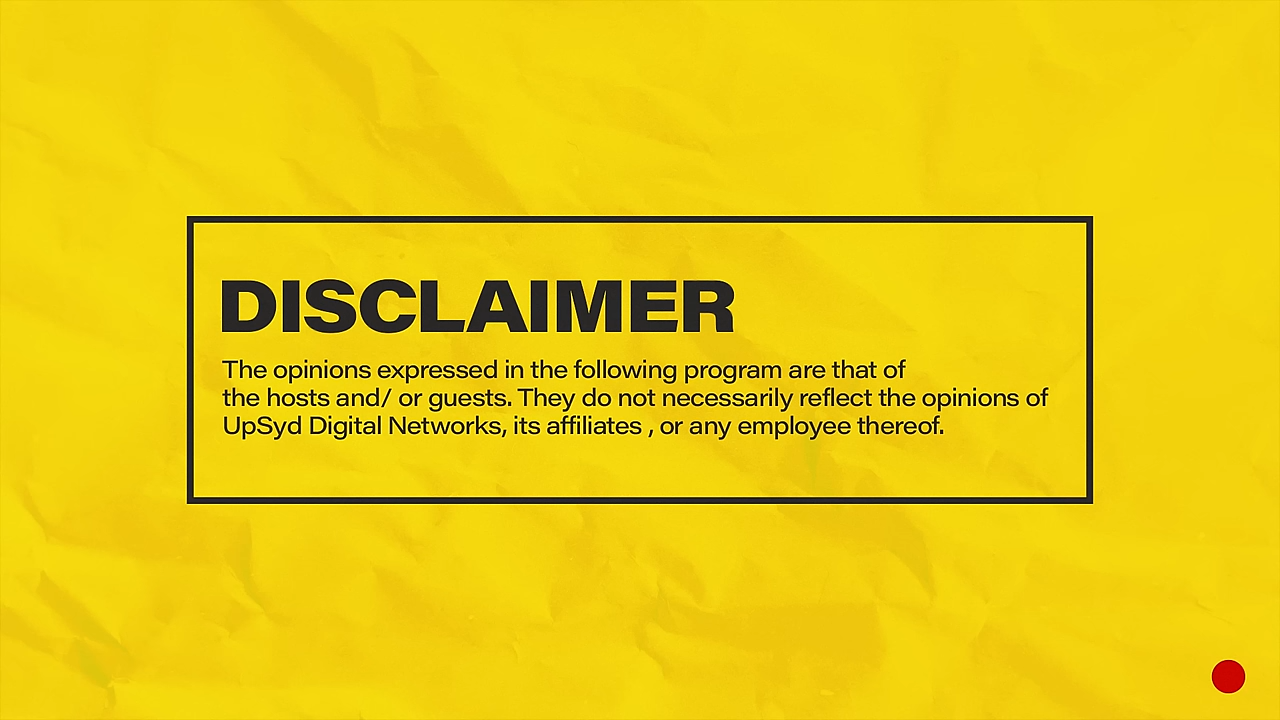 DISCLAIMER
The opinions expressed in the following program are that of
the hosts and/ or guests. They do not necessarily reflect the opinions of
UpSyd Digital Networks, its affiliates , or any employee thereof.